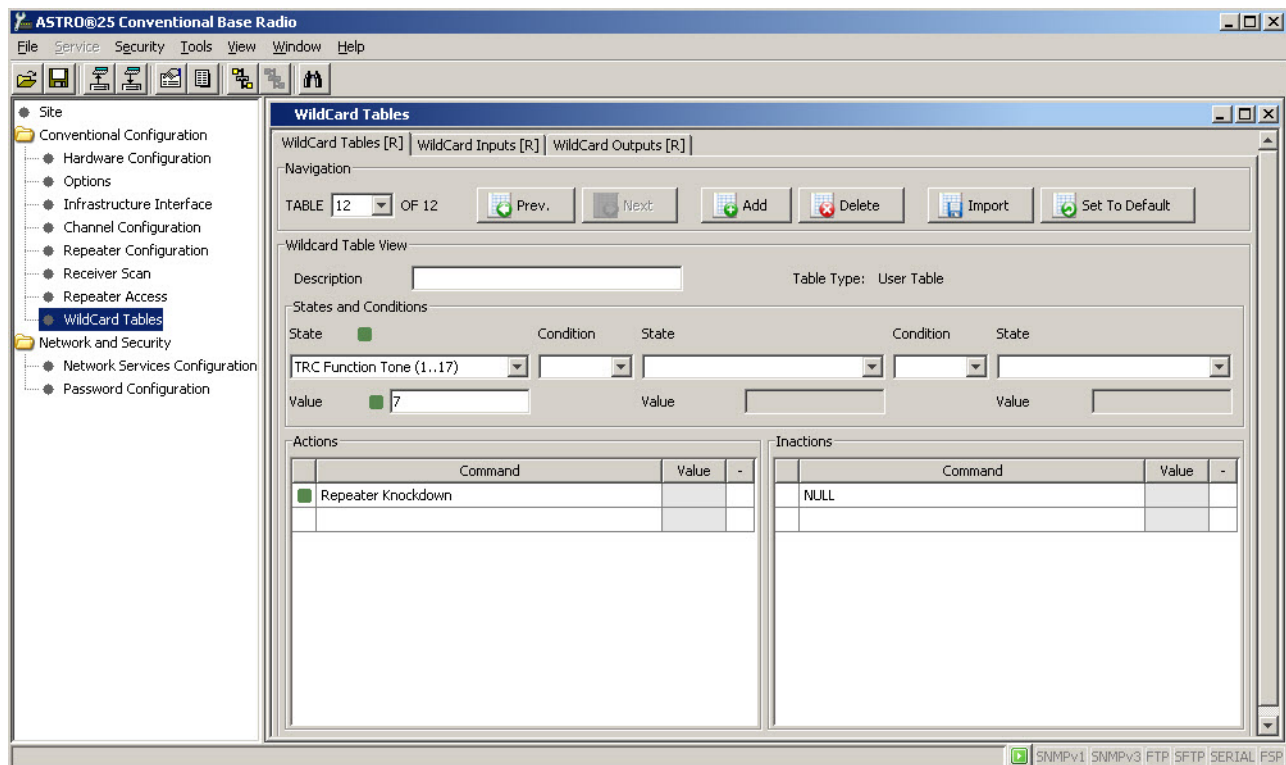 ASTRO®25 Conventional Base Radio
File Service Security Tools View Window Help
Site
Conventional Configuration
Hardware Configuration
Options
Infrastructure Interface
Channel Configuration
Repeater Configuration
Receiver Scan
Repeater Access
WildCard Tables
Network and Security
Network Services Configuration
Password Configuration
WildCard Tables
WildCard Tables [R] WildCard Inputs [R] WildCard Outputs [R]
Navigation
TABLE 12 OF 12 Prev. Next Add Delete Import Set To Default
Wildcard Table View
Description Table Type: User Table
States and Conditions
State Condition State Condition State
TRC Function Tone (1..17)
Value 7 Value Value
Actions
Command Value -
Repeater Knockdown
Inactions
Command Value -
NULL
SNMPv1 SNMPv3 FTP SFTP SERIAL FSP